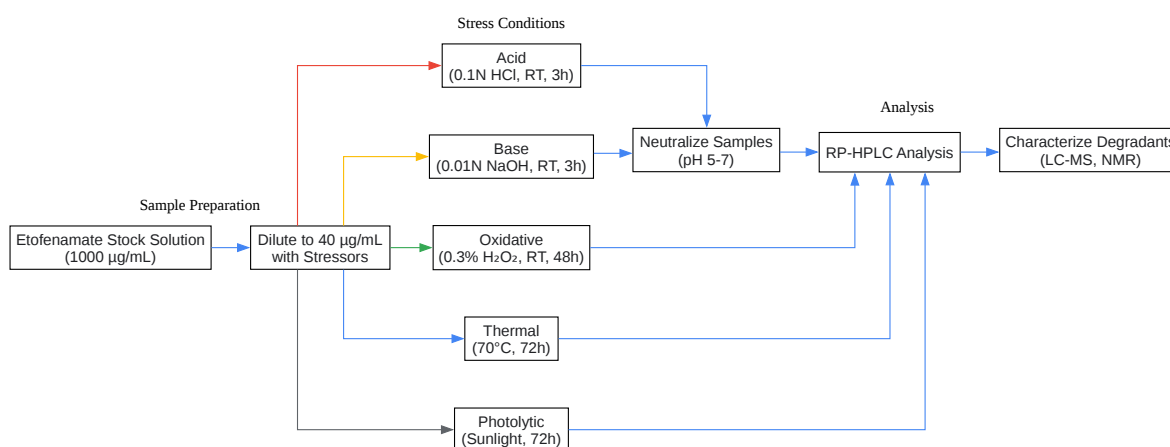 Stress Conditions
Acid
(0.1N HCl, RT, 3h)
Analysis
Base
(0.01N NaOH, RT, 3h)
Neutralize Samples
(pH 5-7)
RP-HPLC Analysis
Characterize Degradants
(LC-MS, NMR)
Sample Preparation
Etofenamate Stock Solution
(1000 µg/mL)
Dilute to 40 µg/mL
with Stressors
Oxidative
(0.3% H₂O₂, RT, 48h)
Thermal
(70°C, 72h)
Photolytic
(Sunlight, 72h)